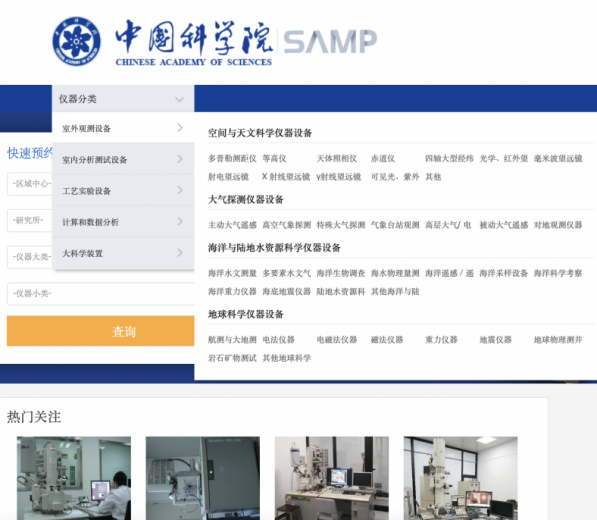 中国科学院
CHINESE ACADEMY OF SCIENCES
SAMP
仪器分类
室外观测设备
室内分析测试设备
工艺实验设备
计算和数据分析
大科学装置
快速预约
-区域中心-
-研究所-
-仪器大类-
-仪器小类-
查询
空间与天文科学仪器设备
多普勒测距仪 等高仪 天体照相仪 赤道仪 四轴大型经纬 光学、红外望 毫米波望远镜
射电望远镜 X 射线望远镜 γ射线望远镜 可见光、紫外 其他
大气探测仪器设备
主动大气遥感 高空气象探测 特殊大气探测 气象台站观测 高层大气/ 电 被动大气遥感 对地观测仪器
海洋与陆地水资源科学仪器设备
海洋水文测量 多要素水文气 海洋生物调查 海水物理量测 海洋遥感 / 遥 海洋采样设备 海洋科学考察
海洋重力仪器 海底地震仪器 陆地水资源科 其他海洋与陆
地球科学仪器设备
航测与大地测 电法仪器 电磁法仪器 磁法仪器 重力仪器 地震仪器 地球物理测井
岩石矿物测试 其他地球科学
热门关注